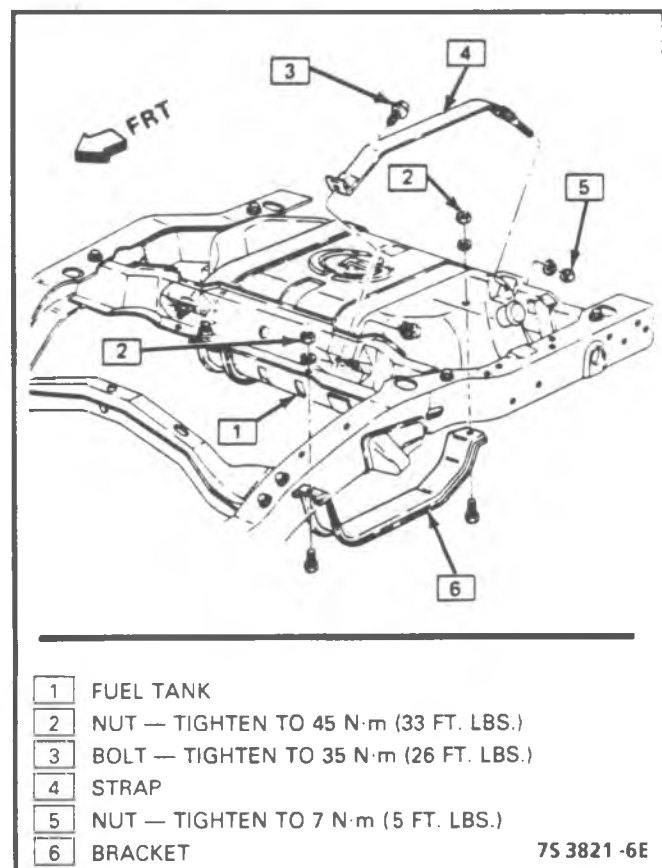 4
3
FRT
2
5
2
1
6
1 FUEL TANK
2 NUT — TIGHTEN TO 45 N·m (33 FT. LBS.)
3 BOLT — TIGHTEN TO 35 N·m (26 FT. LBS.)
4 STRAP
5 NUT — TIGHTEN TO 7 N·m (5 FT. LBS.)
6 BRACKET
7S 3821 -6E